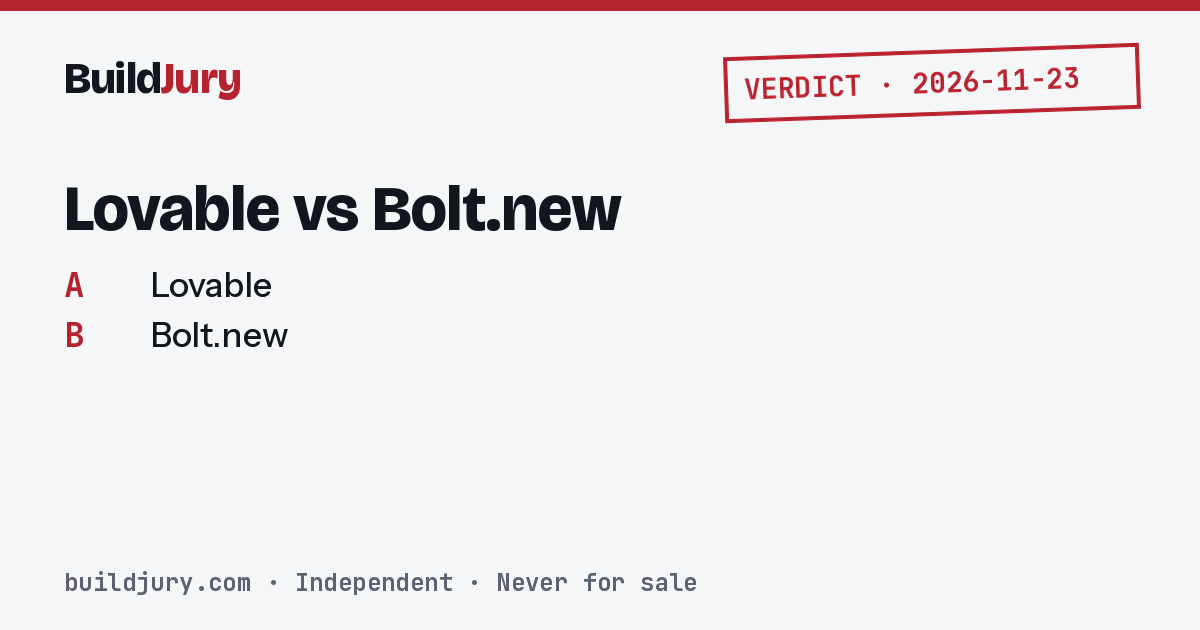 BuildJury
VERDICT · 2026-11-23
Lovable vs Bolt.new
A Lovable
B Bolt.new
buildjury.com · Independent · Never for sale